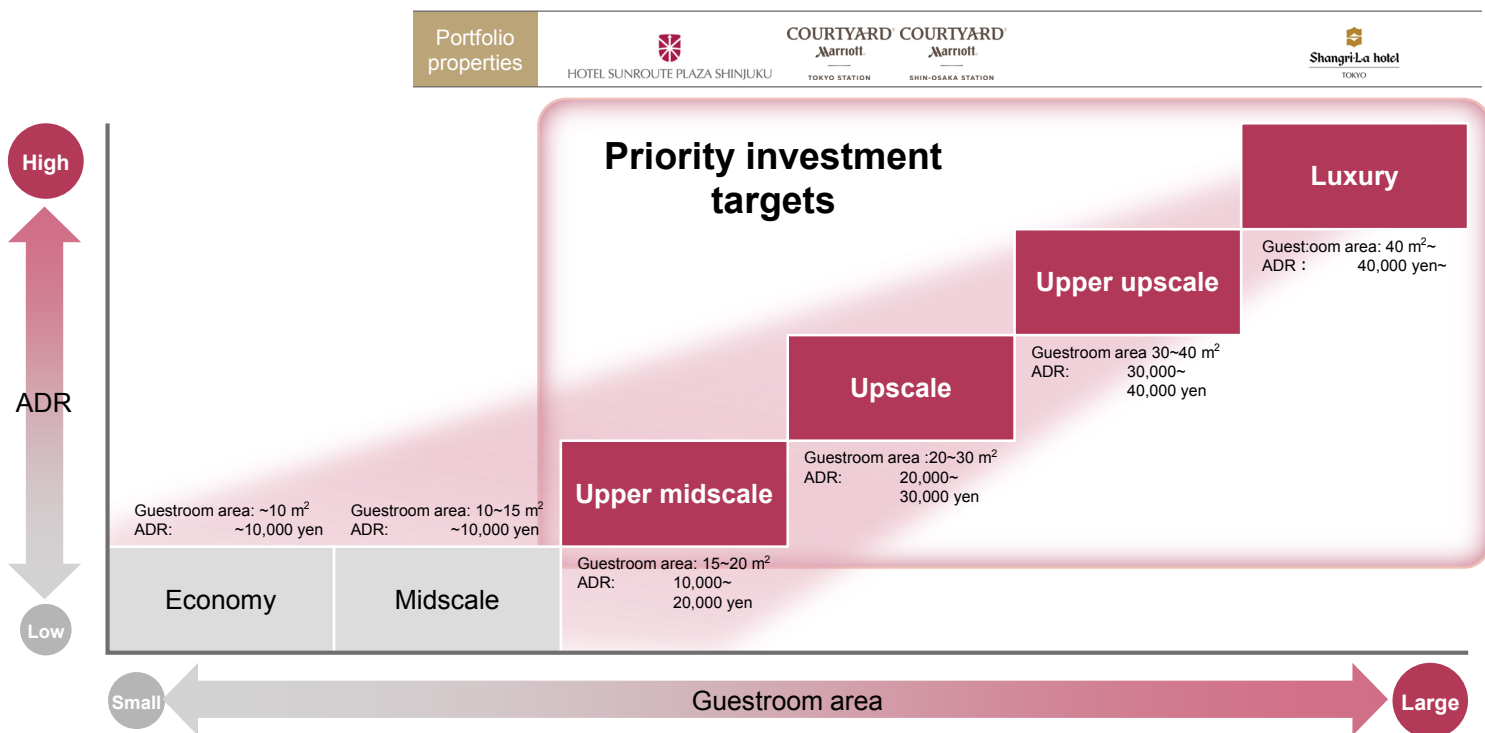 Portfolio
properties
HOTEL SUNROUTE PLAZA SHINJUKU
COURTYARD®
Marriott.
TOKYO STATION
COURTYARD®
Marriott.
SHIN-OSAKA STATION
Shangri-La hotel
TOKYO
Priority investment
targets
High
ADR
Low
Luxury
Guest:oom area: 40 m²~
ADR : 40,000 yen~
Upper upscale
Guestroom area 30~40 m²
ADR: 30,000~
40,000 yen
Upscale
Guestroom area :20~30 m²
ADR: 20,000~
30,000 yen
Upper midscale
Guestroom area: 15~20 m²
ADR: 10,000~
20,000 yen
Guestroom area: ~10 m²
ADR: ~10,000 yen
Economy
Guestroom area: 10~15 m²
ADR: ~10,000 yen
Midscale
Small
Guestroom area
Large